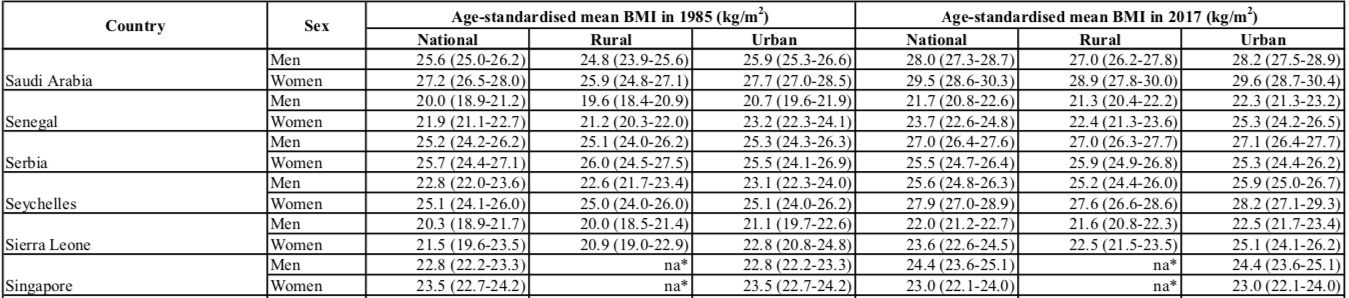 Country Sex Age-standardised mean BMI in 1985 (kg/m²) Age-standardised mean BMI in 2017 (kg/m²)
National Rural Urban National Rural Urban
Men 25.6 (25.0-26.2) 24.8 (23.9-25.6) 25.9 (25.3-26.6) 28.0 (27.3-28.7) 27.0 (26.2-27.8) 28.2 (27.5-28.9)
Saudi Arabia Women 27.2 (26.5-28.0) 25.9 (24.8-27.1) 27.7 (27.0-28.5) 29.5 (28.6-30.3) 28.9 (27.8-30.0) 29.6 (28.7-30.4)
Men 20.0 (18.9-21.2) 19.6 (18.4-20.9) 20.7 (19.6-21.9) 21.7 (20.8-22.6) 21.3 (20.4-22.2) 22.3 (21.3-23.2)
Senegal Women 21.9 (21.1-22.7) 21.2 (20.3-22.0) 23.2 (22.3-24.1) 23.7 (22.6-24.8) 22.4 (21.3-23.6) 25.3 (24.2-26.5)
Men 25.2 (24.2-26.2) 25.1 (24.0-26.2) 25.3 (24.3-26.3) 27.0 (26.4-27.6) 27.0 (26.3-27.7) 27.1 (26.4-27.7)
Serbia Women 25.7 (24.4-27.1) 26.0 (24.5-27.5) 25.5 (24.1-26.9) 25.5 (24.7-26.4) 25.9 (24.9-26.8) 25.3 (24.4-26.2)
Men 22.8 (22.0-23.6) 22.6 (21.7-23.4) 23.1 (22.3-24.0) 25.6 (24.8-26.3) 25.2 (24.4-26.0) 25.9 (25.0-26.7)
Seychelles Women 25.1 (24.1-26.0) 25.0 (24.0-26.0) 25.1 (24.0-26.2) 27.9 (27.0-28.9) 27.6 (26.6-28.6) 28.2 (27.1-29.3)
Men 20.3 (18.9-21.7) 20.0 (18.5-21.4) 21.1 (19.7-22.6) 22.0 (21.2-22.7) 21.6 (20.8-22.3) 22.5 (21.7-23.4)
Sierra Leone Women 21.5 (19.6-23.5) 20.9 (19.0-22.9) 22.8 (20.8-24.8) 23.6 (22.6-24.5) 22.5 (21.5-23.5) 25.1 (24.1-26.2)
Men 22.8 (22.2-23.3) na* 22.8 (22.2-23.3) 24.4 (23.6-25.1) na* 24.4 (23.6-25.1)
Singapore Women 23.5 (22.7-24.2) na* 23.5 (22.7-24.2) 23.0 (22.1-24.0) na* 23.0 (22.1-24.0)